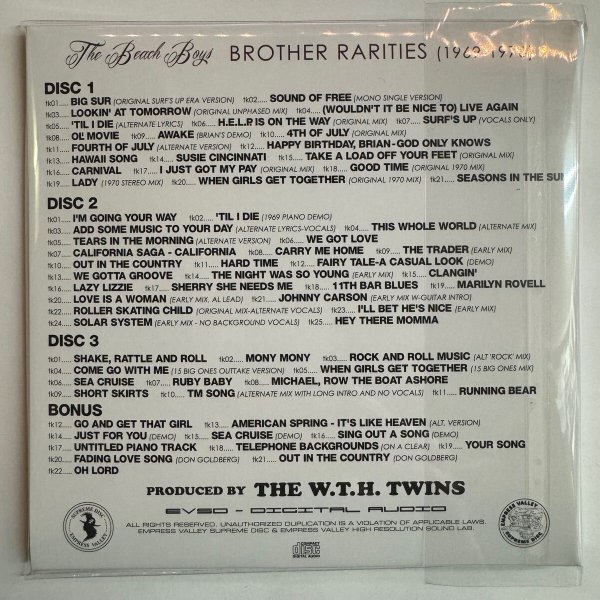 The Beach Boys BROTHER RARITIES
DISC 1
tk01..... BIG SUR (ORIGINAL SURF'S UP ERA VERSION) tk02..... SOUND OF FREE (MONO SINGLE VERSION)
tk03..... LOOKIN' AT TOMORROW (ORIGINAL UNPHASED MIX) tk04..... (WOULDN'T IT BE NICE TO) LIVE AGAIN
tk05..... 'TIL I DIE (ALTERNATE LYRICS) tk06..... H.E.L.P. IS ON THE WAY (ORIGINAL MIX) tk07..... SURF'S UP (VOCALS ONLY)
tk08..... OL' MOVIE tk09..... AWAKE (BRIAN'S DEMO) tk10..... 4TH OF JULY (ORIGINAL MIX)
tk11..... FOURTH OF JULY (ALTERNATE VERSION) tk12..... HAPPY BIRTHDAY, BRIAN - GOD ONLY KNOWS
tk13..... HAWAII SONG tk14..... SUSIE CINCINNATI tk15..... TAKE A LOAD OFF YOUR FEET (ORIGINAL MIX)
tk16..... CARNIVAL tk17..... I JUST GOT MY PAY (ORIGINAL MIX) tk18..... GOOD TIME (ORIGINAL 1970 MIX)
tk19..... LADY (1970 STEREO MIX) tk20..... WHEN GIRLS GET TOGETHER (ORIGINAL 1970 MIX) tk21..... SEASONS IN THE SUN
DISC 2
tk01..... I'M GOING YOUR WAY tk02..... 'TIL I DIE (1969 PIANO DEMO)
tk03..... ADD SOME MUSIC TO YOUR DAY (ALTERNATE LYRICS-VOCALS) tk04..... THIS WHOLE WORLD (ALTERNATE MIX)
tk05..... TEARS IN THE MORNING (ALTERNATE VERSION) tk06..... WE GOT LOVE
tk07..... CALIFORNIA SAGA - CALIFORNIA tk08..... CARRY ME HOME tk09..... THE TRADER (EARLY MIX)
tk10..... OUT IN THE COUNTRY tk11..... HARD TIME tk12..... FAIRY TALE-A CASUAL LOOK (DEMO)
tk13..... WE GOTTA GROOVE tk14..... THE NIGHT WAS SO YOUNG (EARLY MIX) tk15..... CLANGIN'
tk16..... LAZY LIZZIE tk17..... SHERRY SHE NEEDS ME tk18..... 11TH BAR BLUES tk19..... MARILYN ROVELL
tk20..... LOVE IS A WOMAN (EARLY MIX, AL LEAD) tk21..... JOHNNY CARSON (EARLY MIX W-GUITAR INTRO)
tk22..... ROLLER SKATING CHILD (ORIGINAL MIX-ALTERNATE VOCALS) tk23..... I'LL BET HE'S NICE (EARLY MIX)
tk24..... SOLAR SYSTEM (EARLY MIX - NO BACKGROUND VOCALS) tk25..... HEY THERE MOMMA
DISC 3
tk01..... SHAKE, RATTLE AND ROLL tk02..... MONY MONY tk03..... ROCK AND ROLL MUSIC (ALT 'ROCK' MIX)
tk04..... COME GO WITH ME (15 BIG ONES OUTTAKE VERSION) tk05..... WHEN GIRLS GET TOGETHER (15 BIG ONES MIX)
tk06..... SEA CRUISE tk07..... RUBY BABY tk08..... MICHAEL, ROW THE BOAT ASHORE
tk09..... SHORT SKIRTS tk10..... TM SONG (ALTERNATE MIX WITH LONG INTRO AND NO VOCALS) tk11..... RUNNING BEAR
BONUS
tk12..... GO AND GET THAT GIRL tk13..... AMERICAN SPRING - IT'S LIKE HEAVEN (ALT. VERSION)
tk14..... JUST FOR YOU (DEMO) tk15..... SEA CRUISE (DEMO) tk16..... SING OUT A SONG (DEMO)
tk17..... UNTITLED PIANO TRACK tk18..... TELEPHONE BACKGROUNDS (ON A CLEAR) tk19..... YOUR SONG
tk20..... FADING LOVE SONG (DON GOLDBERG) tk21..... OUT IN THE COUNTRY (DON GOLDBERG)
tk22..... OH LORD
PRODUCED BY THE W.T.H. TWINS
EVSD - DIGITAL AUDIO
ALL RIGHTS RESERVED. UNAUTHORIZED DUPLICATION IS A VIOLATION OF APPLICABLE LAWS.
EMPRESS VALLEY SUPREME DISC & EMPRESS VALLEY HIGH RESOLUTION SOUND LAB.
SUPREME DISC
EMPRESS VALLEY
COMPACT
disc
DIGITAL AUDIO
EMPRESS VALLEY
SUPREME DISC